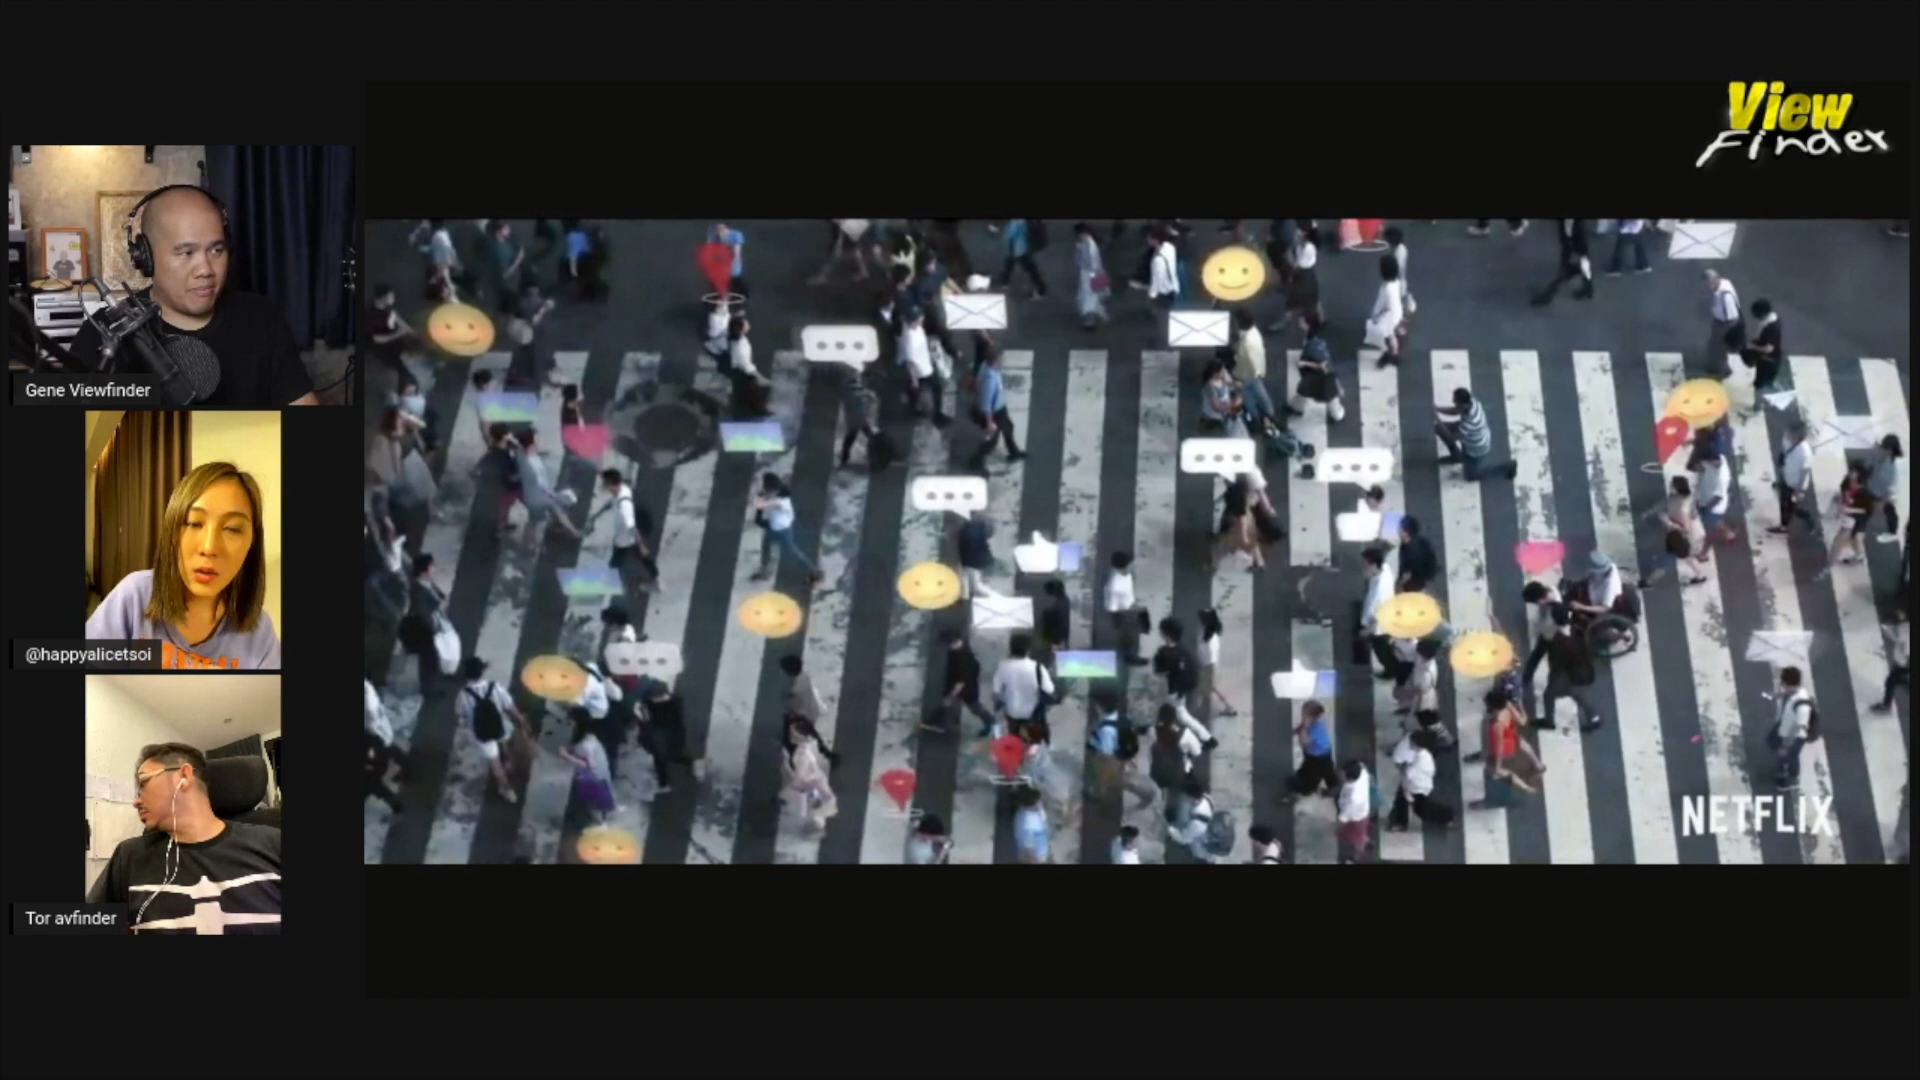 View
Finder
Gene Viewfinder
@happyalicetsoi
Tor avfinder
NETFLIX